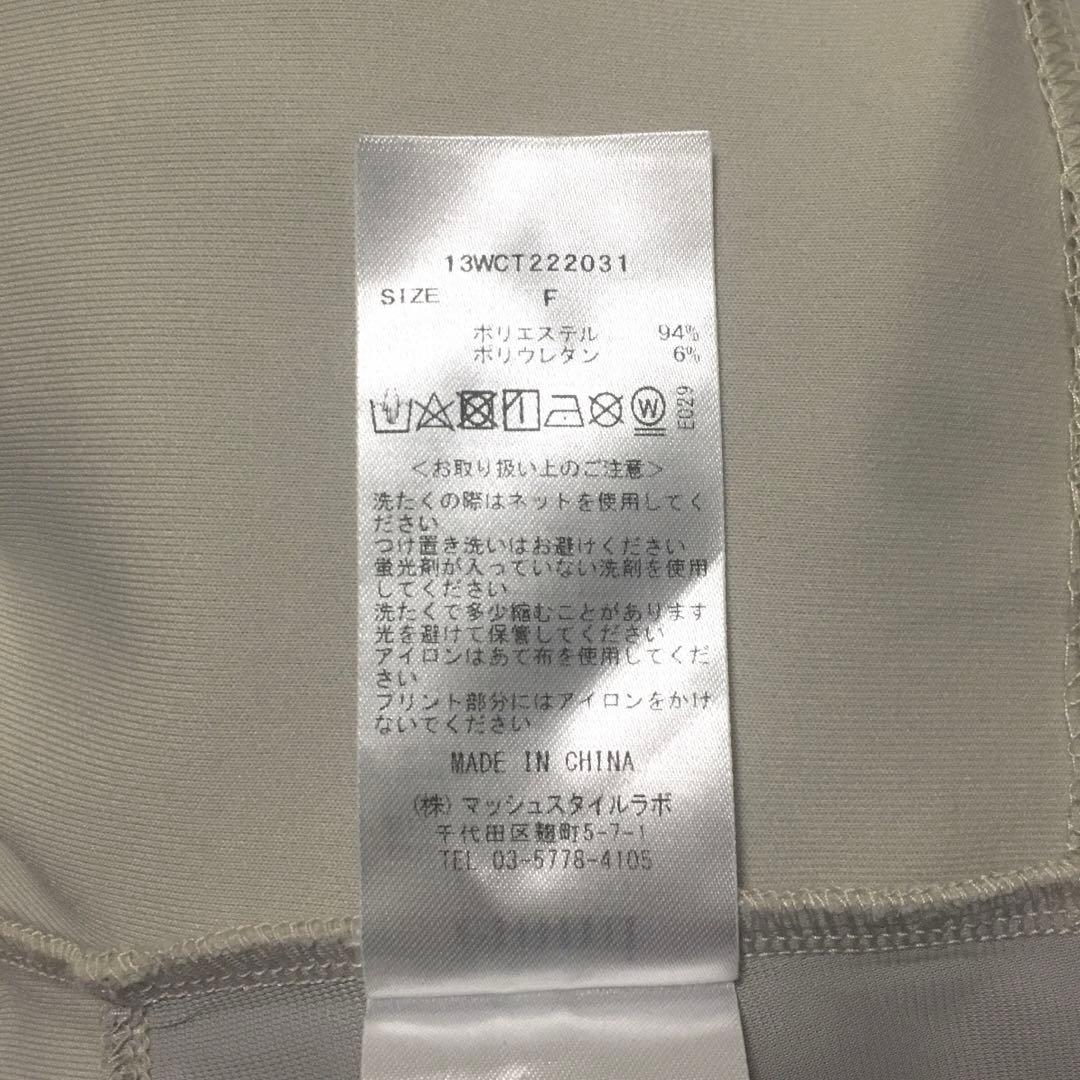 13WCT222031
SIZE F
ポリエステル 94%
ポリウレタン 6%
W E029
<お取り扱い上のご注意>
洗たくの際はネットを使用してく
ださい
つけ置き洗いはお避けください
蛍光剤が入っていない洗剤を使用
してください
洗たくで多少縮むことがあります
光を避けて保管してください
アイロンはあて布を使用してくだ
さい
プリント部分にはアイロンをかけ
ないでください
MADE IN CHINA
(株)マッシュスタイルラボ
千代田区麹町5-7-1
TEL 03-5778-4105